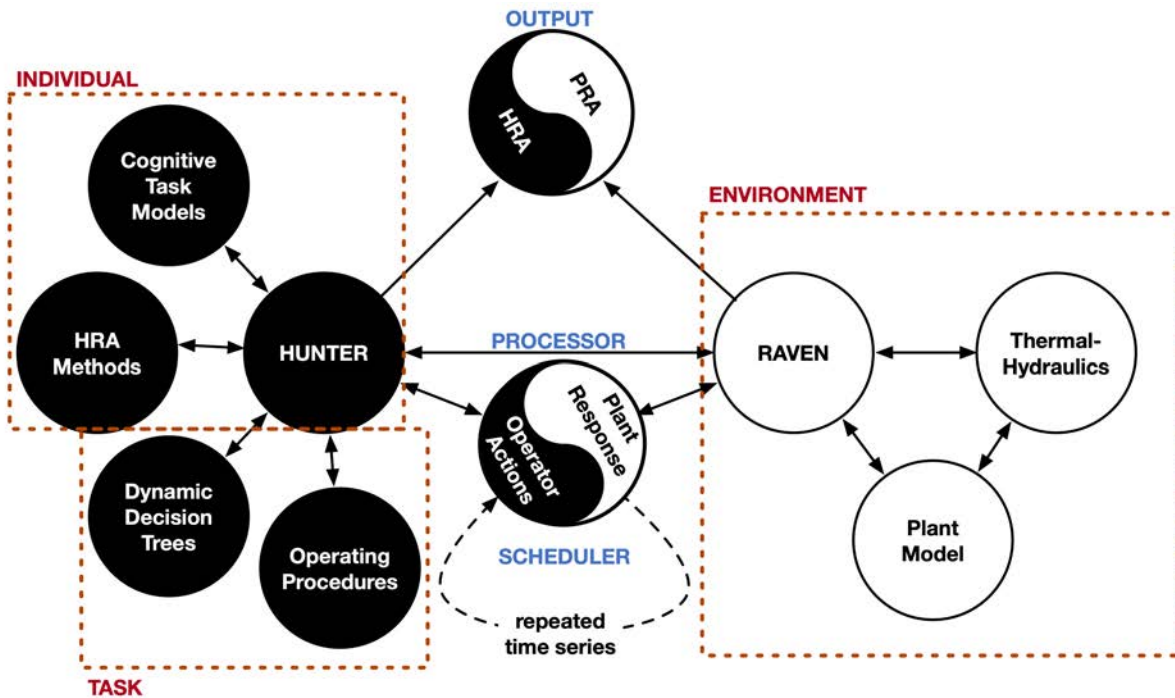 OUTPUT
PRA
HRA
INDIVIDUAL
Cognitive
Task
Models
HRA
Methods
HUNTER
Dynamic
Decision
Trees
Operating
Procedures
TASK
PROCESSOR
Plant
Response
Operator
Actions
SCHEDULER
repeated
time series
ENVIRONMENT
RAVEN
Thermal-
Hydraulics
Plant
Model